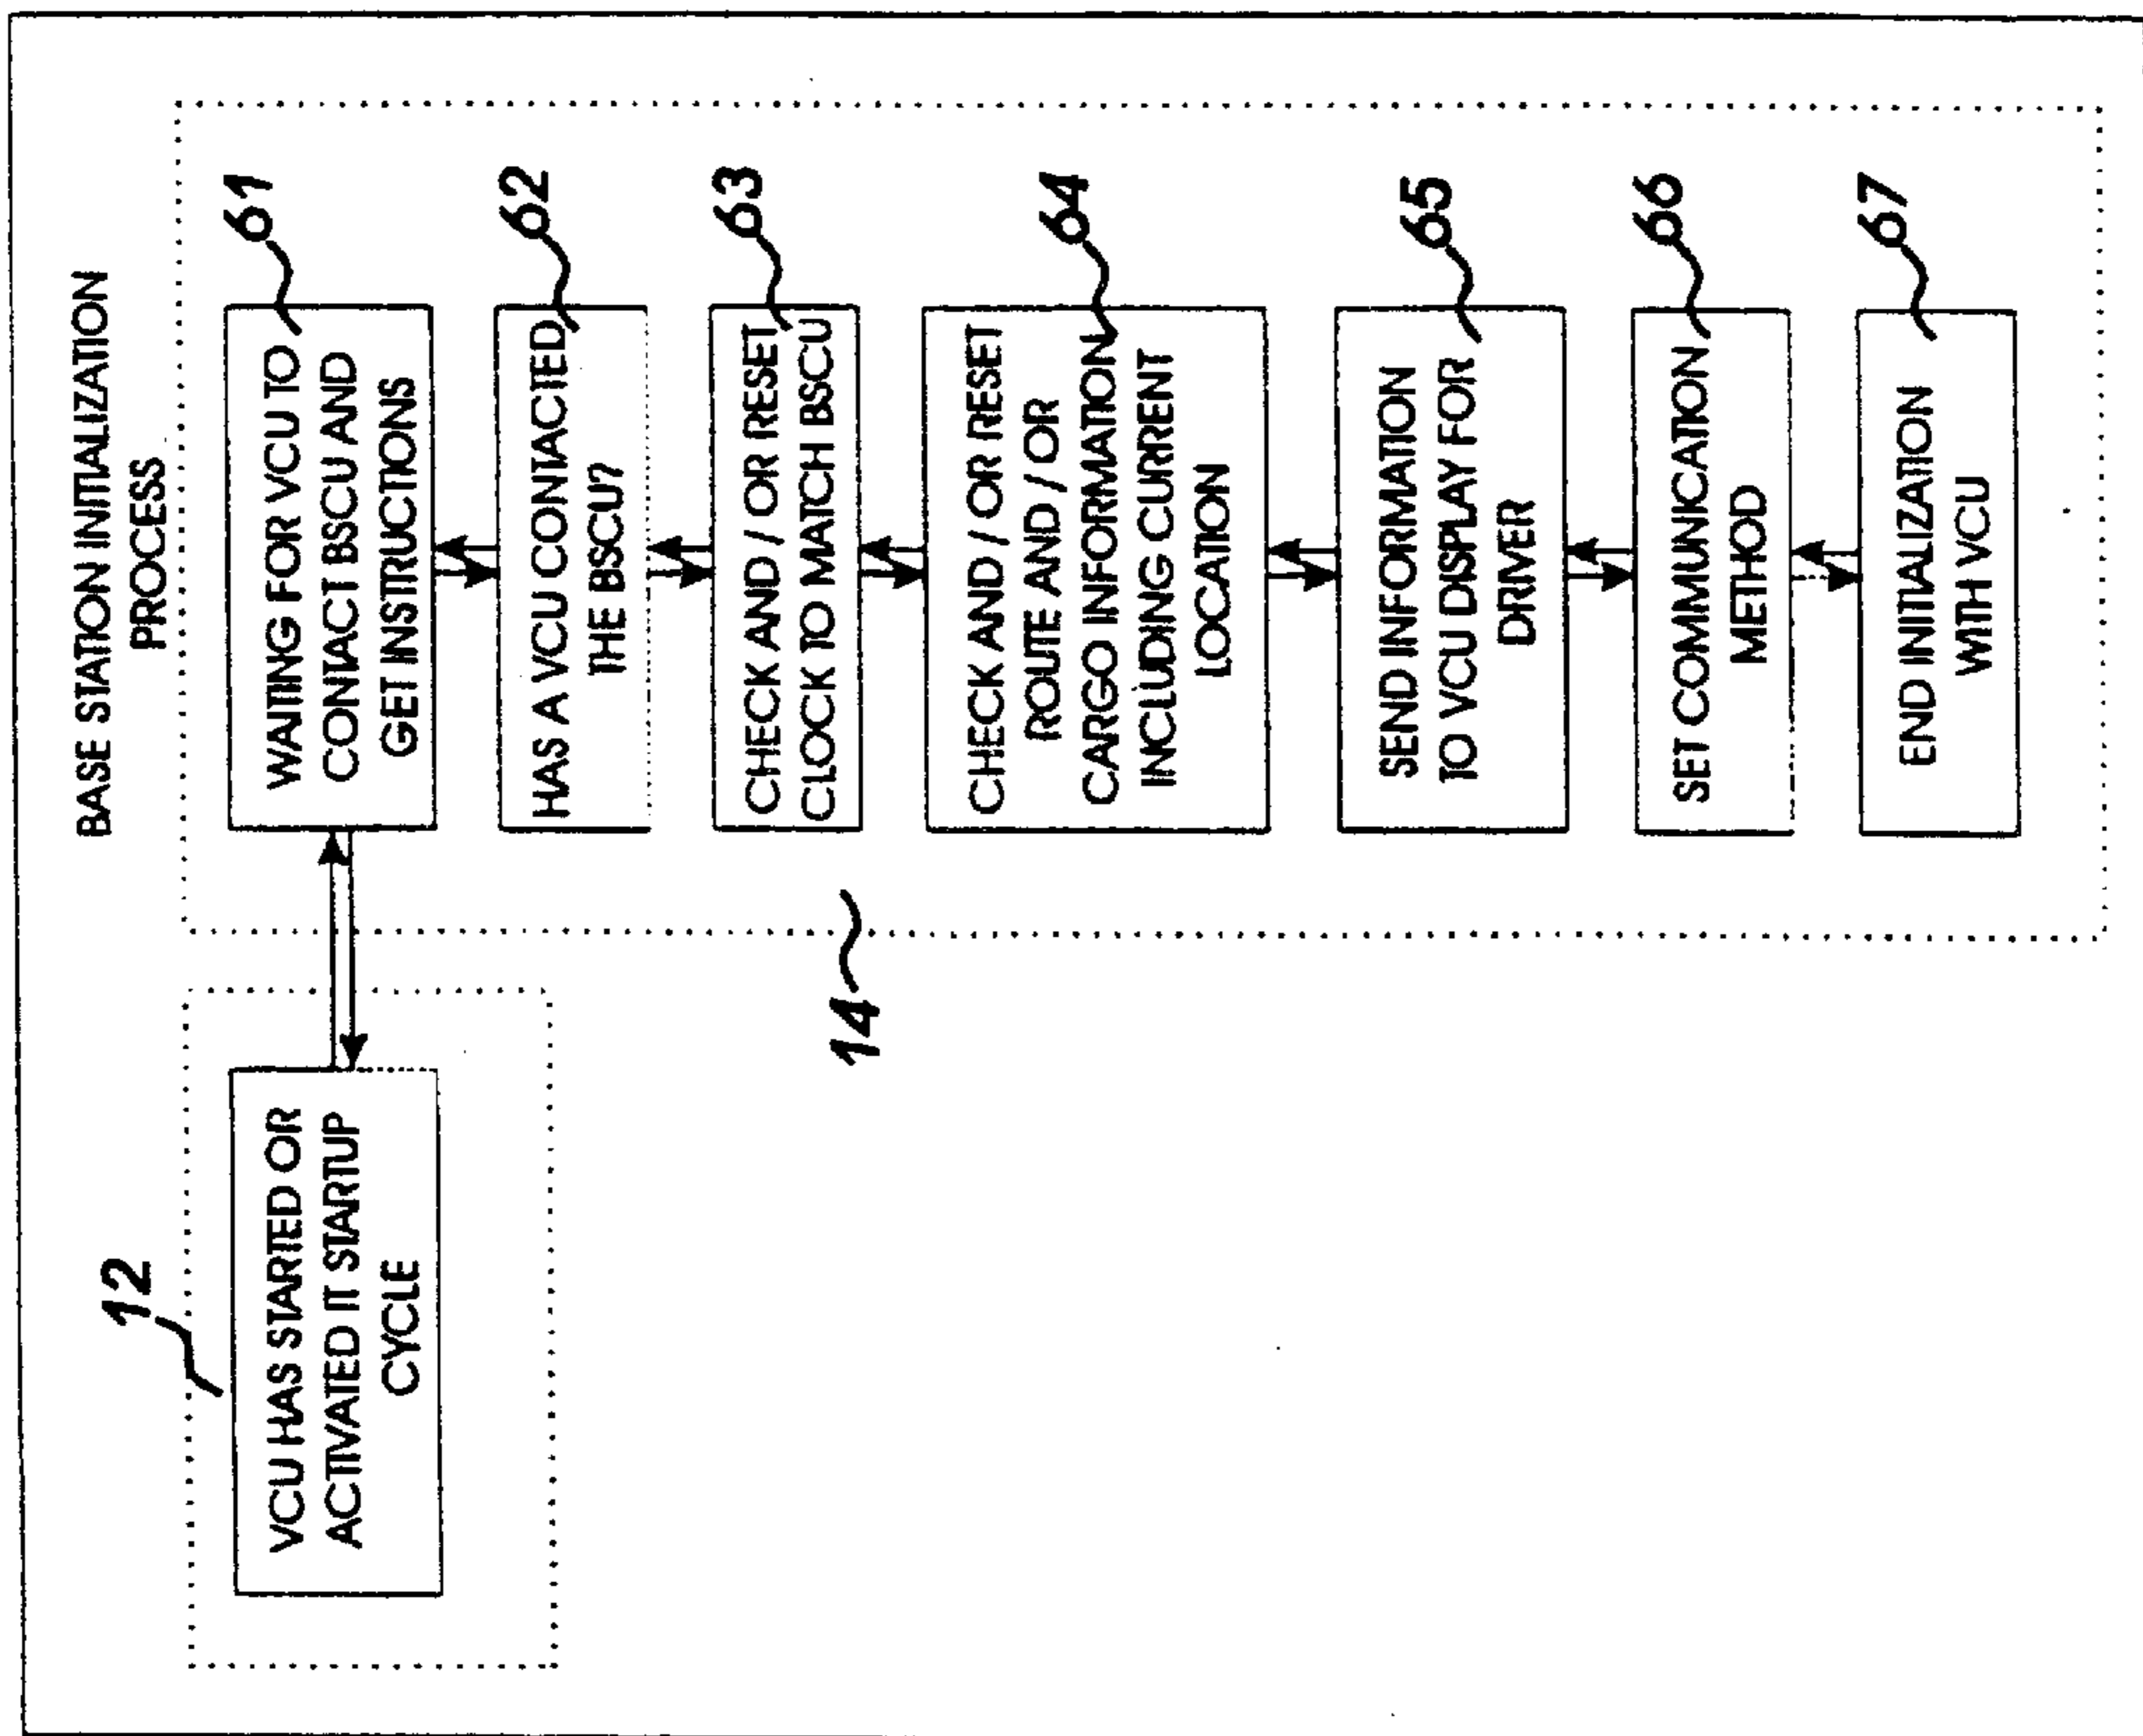 BASE STATION INITIALIZATION
PROCESS
12
VCU HAS STARTED OR
ACTIVATED IT STARTUP
CYCLE
14
WAITING FOR VCU TO
CONTACT BSCU AND
GET INSTRUCTIONS
61
HAS A VCU CONTACTED
THE BSCU?
62
CHECK AND / OR RESET
CLOCK TO MATCH BSCU
63
CHECK AND / OR RESET
ROUTE AND / OR
CARGO INFORMATION
INCLUDING CURRENT
LOCATION
64
SEND INFORMATION
TO VCU DISPLAY FOR
DRIVER
65
SET COMMUNICATION
METHOD
66
END INITIALIZATION
WITH VCU
67